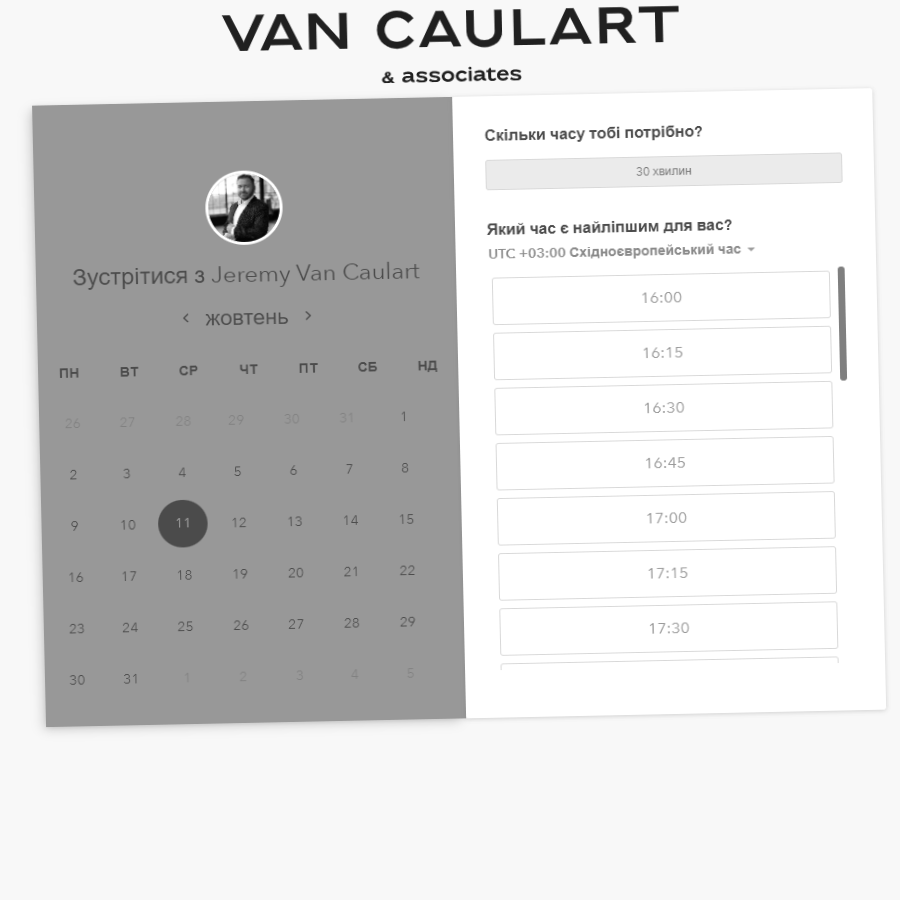 VAN CAULART
& associates
Зустрітися з Jeremy Van Caulart
жовтень
ПН ВТ СР ЧТ ПТ СБ НД
26 27 28 29 30 31 1
2 3 4 5 6 7 8
9 10 11 12 13 14 15
16 17 18 19 20 21 22
23 24 25 26 27 28 29
30 31 1 2 3 4 5
Скільки часу тобі потрібно?
30 хвилин
Який час є найліпшим для вас?
UTC +03:00 Східноєвропейський час
16:00
16:15
16:30
16:45
17:00
17:15
17:30